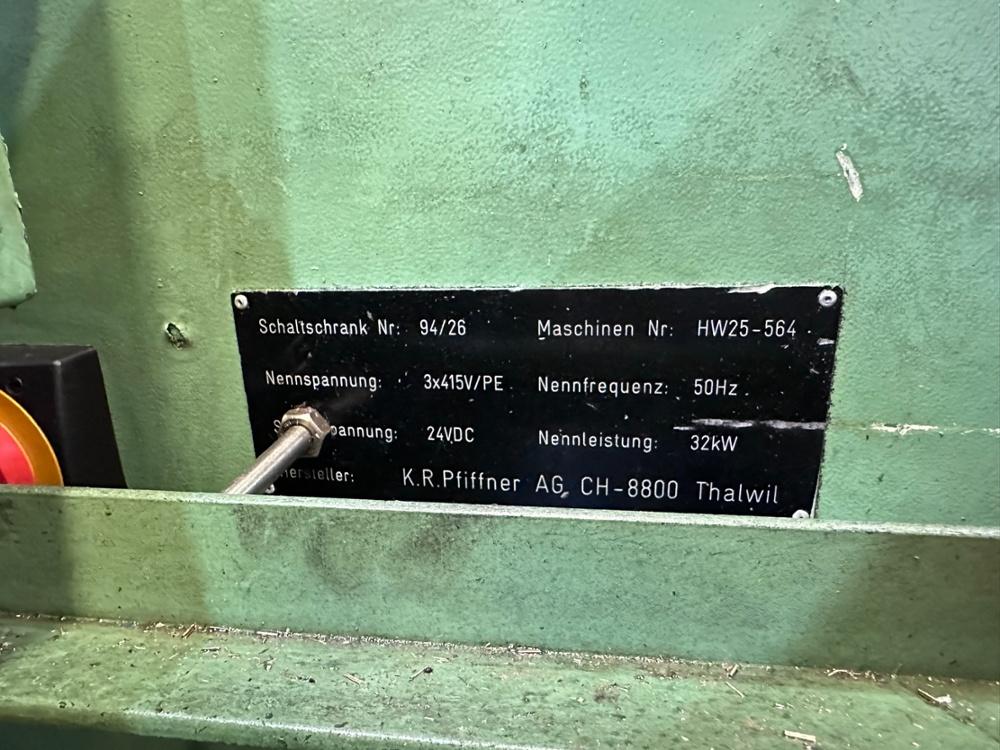 Schaltschrank Nr: 94/26 Maschinen Nr: HW25-564
Nennspannung: 3x415V/PE Nennfrequenz: 50Hz
24VDC Nennleistung: 32kW
K.R.Pfiffner AG, CH-8800 Thalwil